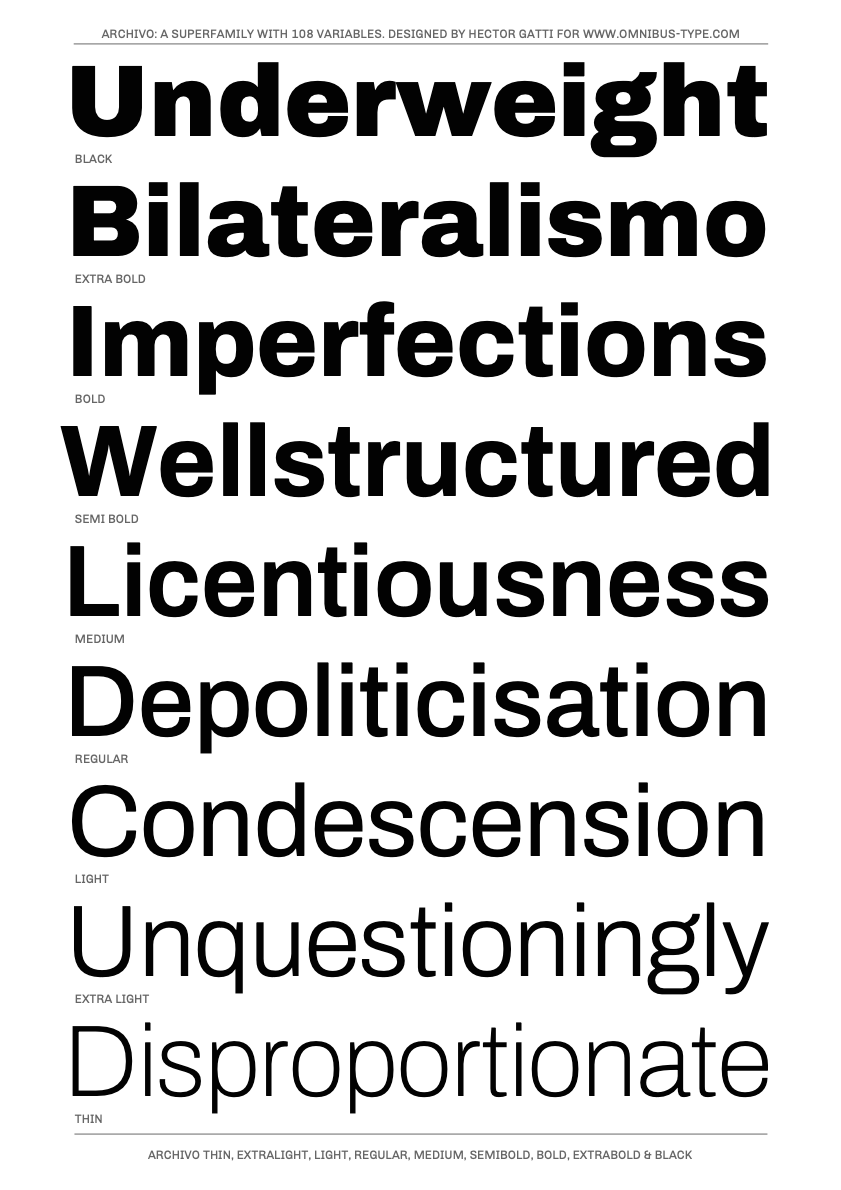 ARCHIVO: A SUPERFAMILY WITH 108 VARIABLES. DESIGNED BY HECTOR GATTI FOR WWW.OMNIBUS-TYPE.COM
Underweight
BLACK
Bilateralismo
EXTRA BOLD
Imperfections
BOLD
Wellstructured
SEMI BOLD
Licentiousness
MEDIUM
Depoliticisation
REGULAR
Condescension
LIGHT
Unquestioningly
EXTRA LIGHT
Disproportionate
THIN
ARCHIVO THIN, EXTRALIGHT, LIGHT, REGULAR, MEDIUM, SEMIBOLD, BOLD, EXTRABOLD & BLACK